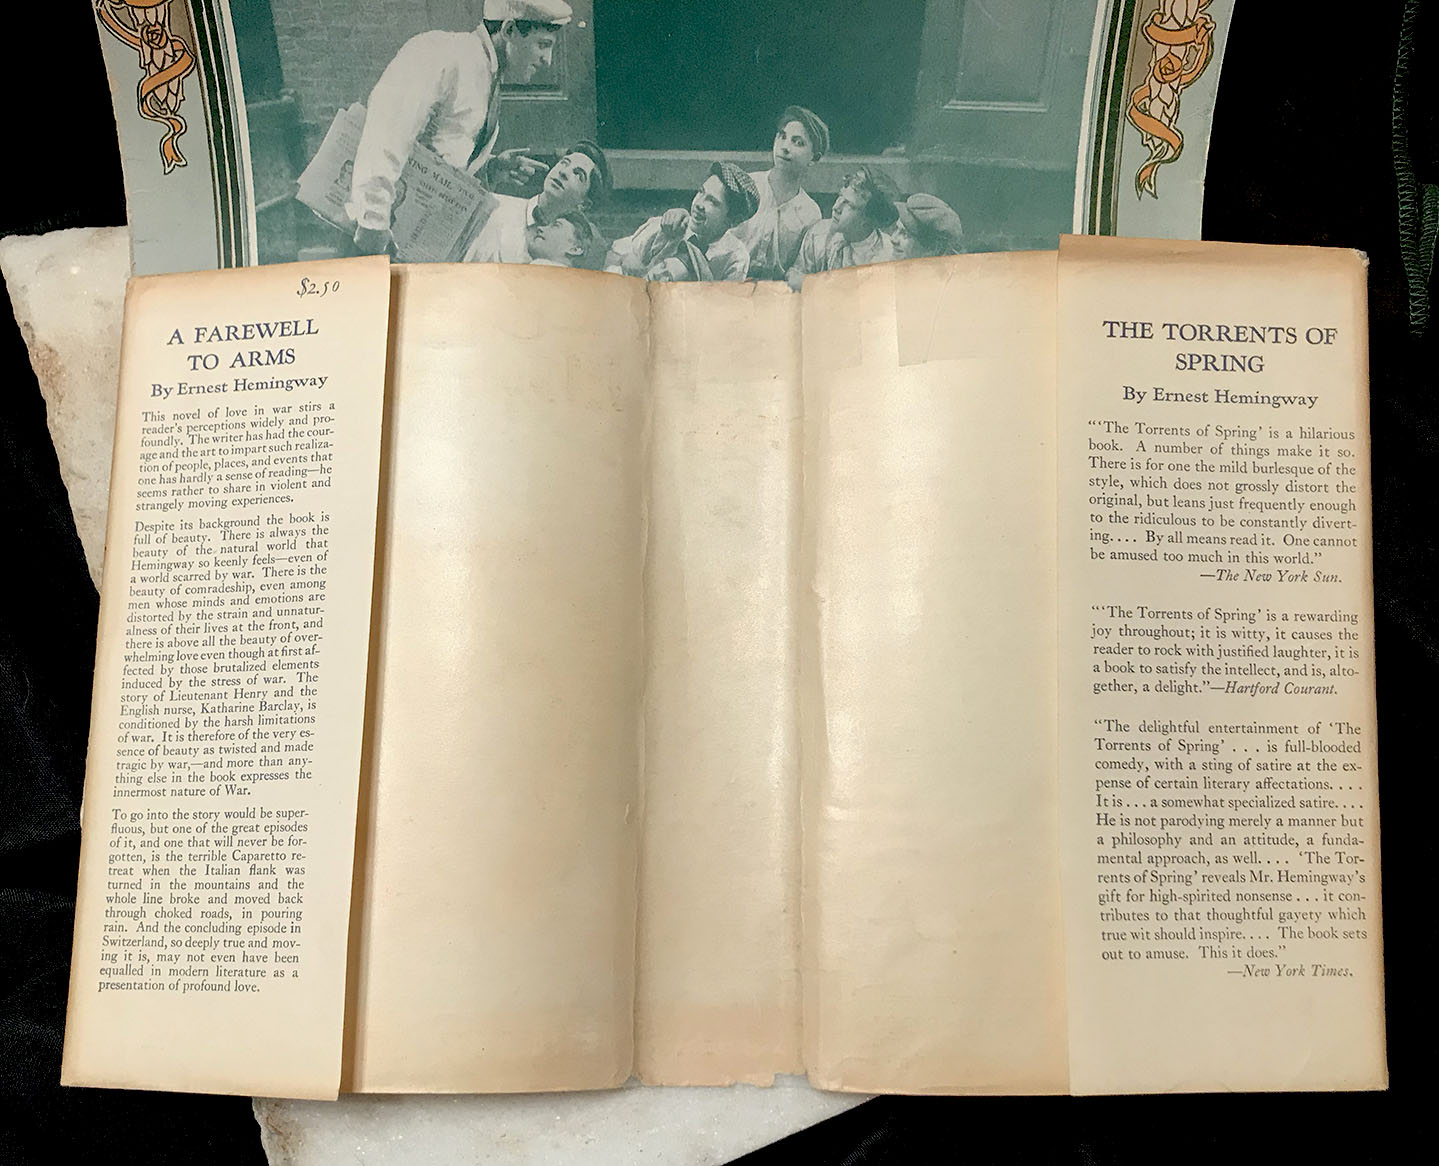 $2.50
A FAREWELL
TO ARMS
By Ernest Hemingway
This novel of love in war stirs a
reader's perceptions widely and pro-
foundly. The writer has had the cour-
age and the art to impart such realiza-
tion of people, places, and events that
one has hardly a sense of reading—he
seems rather to share in violent and
strangely moving experiences.
Despite its background the book is
full of beauty. There is always the
beauty of the natural world that
Hemingway so keenly feels—even of
a world scarred by war. There is the
beauty of comradeship, even among
men whose minds and emotions are
distorted by the strain and unnatur-
alness of their lives at the front, and
there is above all the beauty of over-
whelming love even though at first af-
fected by those brutalized elements
induced by the stress of war. The
story of Lieutenant Henry and the
English nurse, Katharine Barclay, is
conditioned by the harsh limitations
of war. It is therefore of the very es-
sence of beauty as twisted and made
tragic by war,—and more than any-
thing else in the book expresses the
innermost nature of War.
To go into the story would be super-
fluous, but one of the great episodes
of it, and one that will never be for-
gotten, is the terrible Caparetto re-
treat when the Italian flank was
turned in the mountains and the
whole line broke and moved back
through choked roads, in pouring
rain. And the concluding episode in
Switzerland, so deeply true and mov-
ing it is, may not even have been
equalled in modern literature as a
presentation of profound love.
THE TORRENTS OF
SPRING
By Ernest Hemingway
"'The Torrents of Spring' is a hilarious
book. A number of things make it so.
There is for one the mild burlesque of the
style, which does not grossly distort the
original, but leans just frequently enough
to the ridiculous to be constantly divert-
ing.... By all means read it. One cannot
be amused too much in this world."
—The New York Sun.
"'The Torrents of Spring' is a rewarding
joy throughout; it is witty, it causes the
reader to rock with justified laughter, it is
a book to satisfy the intellect, and is, alto-
gether, a delight."—Hartford Courant.
"The delightful entertainment of 'The
Torrents of Spring' . . . is full-blooded
comedy, with a sting of satire at the ex-
pense of certain literary affectations. . . .
It is . . . a somewhat specialized satire. . . .
He is not parodying merely a manner but
a philosophy and an attitude, a funda-
mental approach, as well. . . . 'The Tor-
rents of Spring' reveals Mr. Hemingway's
gift for high-spirited nonsense . . . it con-
tributes to that thoughtful gayety which
true wit should inspire. . . . The book sets
out to amuse. This it does."
—New York Times.